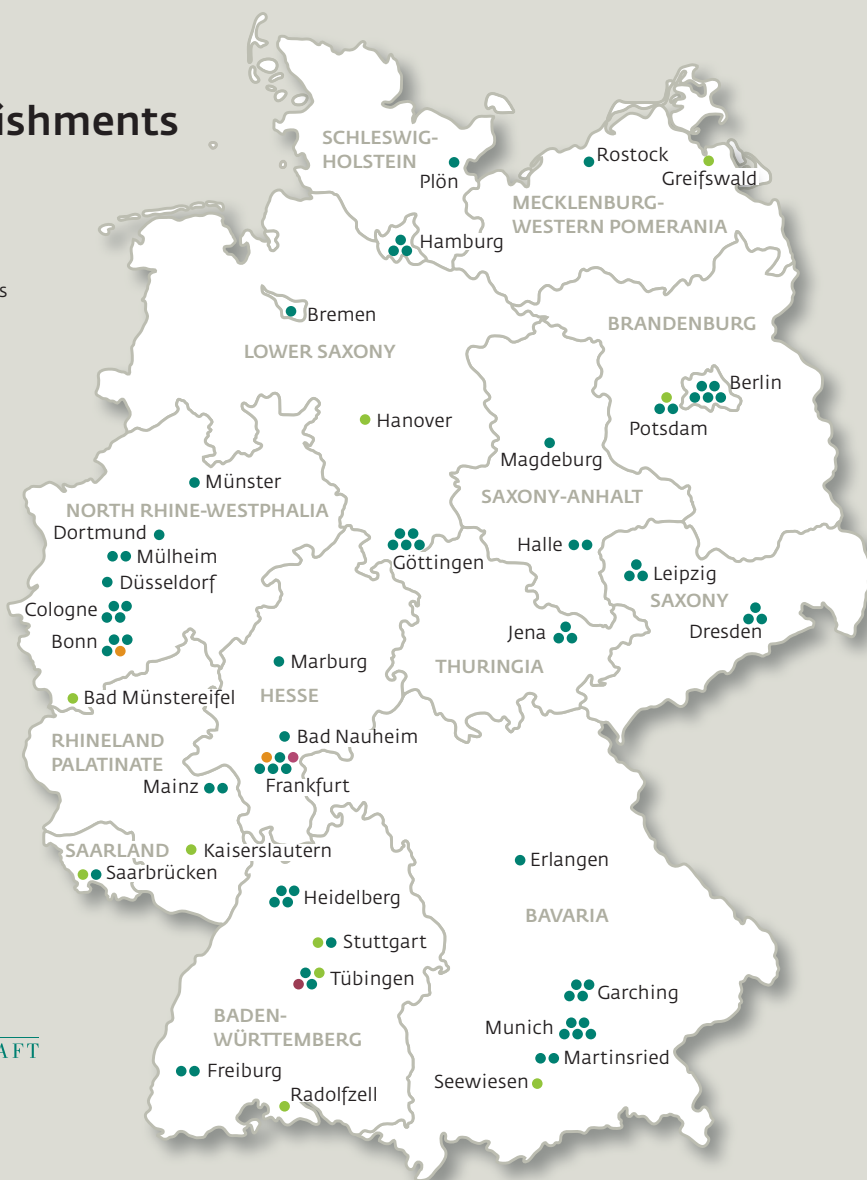 ishments
SCHLESWIG-
HOLSTEIN
Plön
Rostock
Greifswald
MECKLENBURG-
WESTERN POMERANIA
Hamburg
s
Bremen
BRANDENBURG
LOWER SAXONY
Berlin
Hanover
Potsdam
Magdeburg
Münster
SAXONY-ANHALT
NORTH RHINE-WESTPHALIA
Dortmund
Mülheim
Göttingen
Halle
Leipzig
Düsseldorf
SAXONY
Cologne
Jena
Dresden
Bonn
Marburg
THURINGIA
Bad Münstereifel
HESSE
RHINELAND
PALATINATE
Bad Nauheim
Mainz
Frankfurt
SAARLAND
Kaiserslautern
Saarbrücken
Erlangen
Heidelberg
BAVARIA
Stuttgart
Tübingen
Garching
BADEN-
WÜRTTEMBERG
Munich
AFT
Martinsried
Freiburg
Seewiesen
Radolfzell